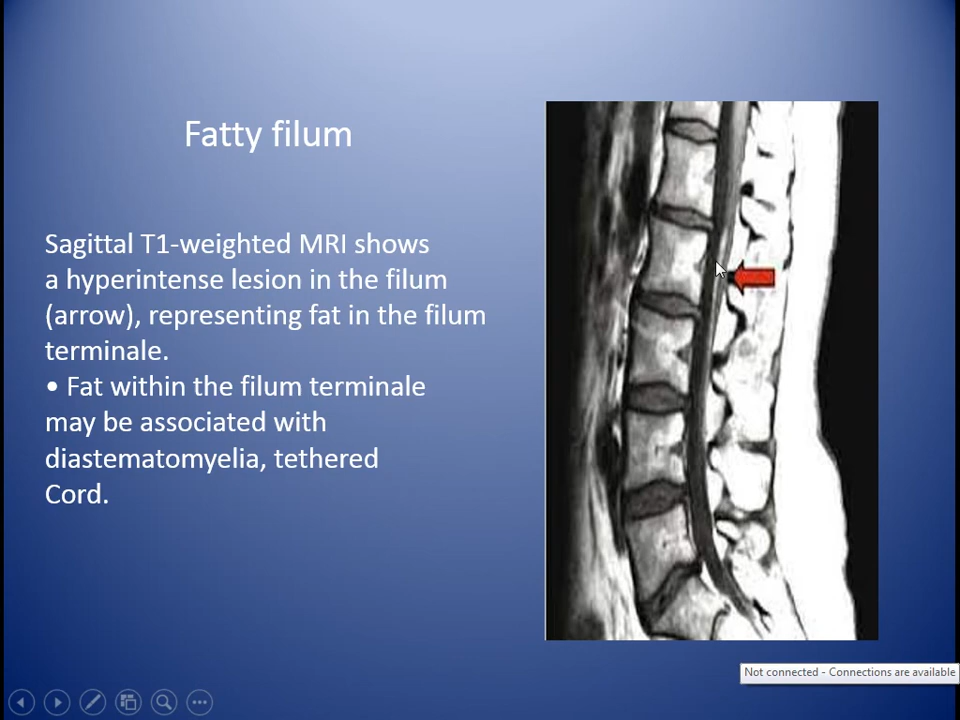 Fatty filum
Sagittal T1-weighted MRI shows
a hyperintense lesion in the filum
(arrow), representing fat in the filum
terminale.
• Fat within the filum terminale
may be associated with
diastematomyelia, tethered
Cord.
Not connected - Connections are available